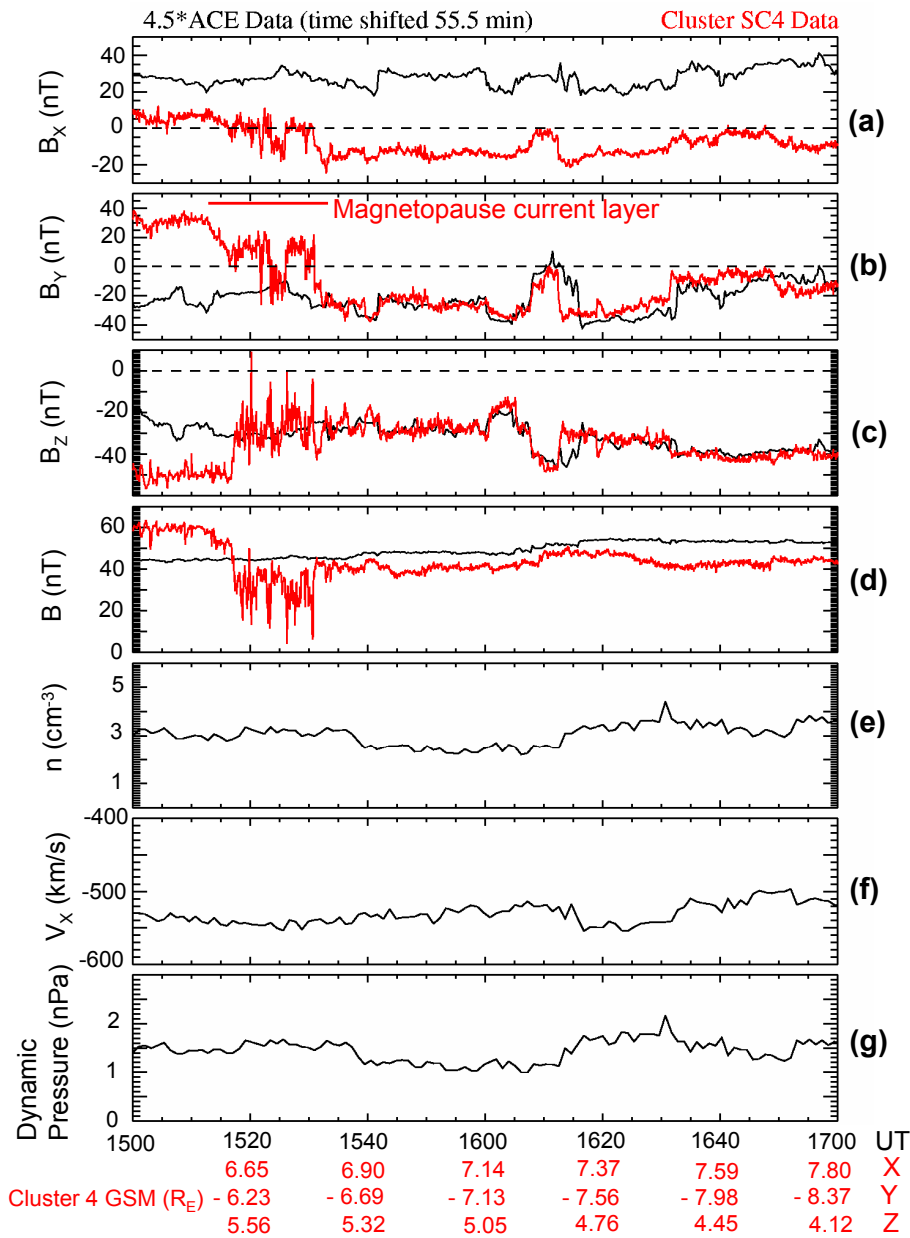 4.5*ACE Data (time shifted 55.5 min) Cluster SC4 Data
40
20
0
-20
B_X (nT)
(a)
Magnetopause current layer
40
20
0
-20
-40
B_Y (nT)
(b)
0
-20
-40
B_Z (nT)
(c)
60
40
20
0
B (nT)
(d)
5
3
1
n (cm⁻³)
(e)
-400
-500
-600
V_X (km/s)
(f)
2
1
0
Dynamic
Pressure (nPa)
(g)
1500 1520 1540 1600 1620 1640 1700 UT
6.65 6.90 7.14 7.37 7.59 7.80 X
Cluster 4 GSM (R_E) - 6.23 - 6.69 - 7.13 - 7.56 - 7.98 - 8.37 Y
5.56 5.32 5.05 4.76 4.45 4.12 Z